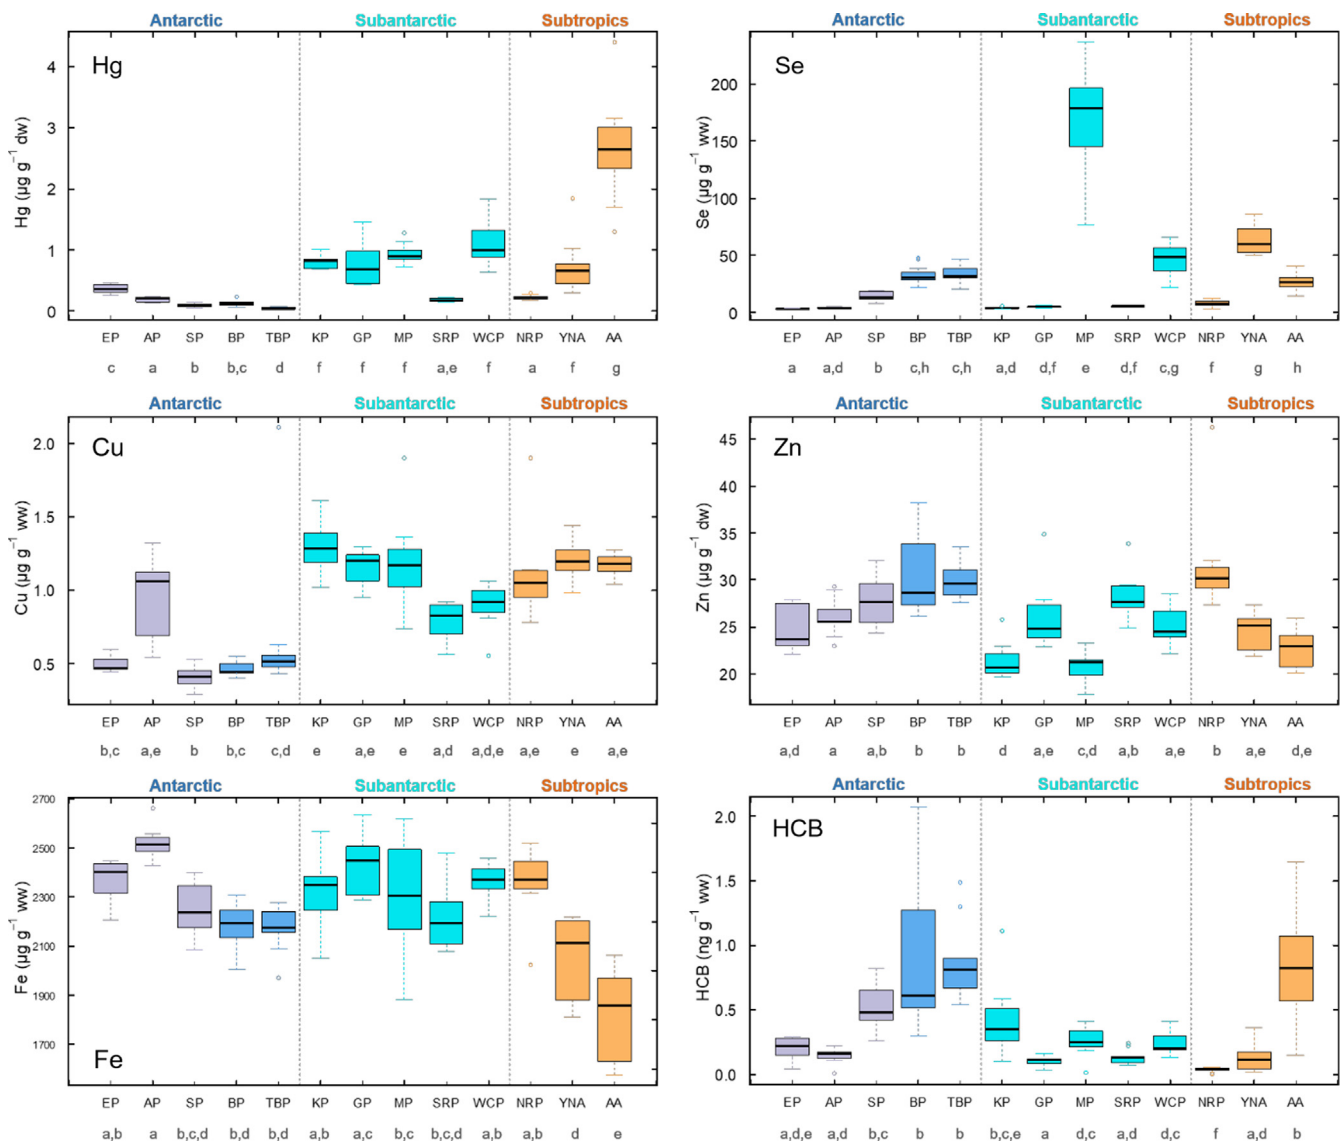 Antarctic Subantarctic Subtropics
Hg
Hg (µg g⁻¹ dw)
4
3
2
1
0
EP AP SP BP TBP KP GP MP SRP WCP NRP YNA AA
c a b b,c d f f f a,e f a f g
Antarctic Subantarctic Subtropics
Se
Se (µg g⁻¹ ww)
200
150
100
50
0
EP AP SP BP TBP KP GP MP SRP WCP NRP YNA AA
a a,d b c,h c,h a,d d,f e d,f c,g f g h
Antarctic Subantarctic Subtropics
Cu
Cu (µg g⁻¹ ww)
2.0
1.5
1.0
0.5
EP AP SP BP TBP KP GP MP SRP WCP NRP YNA AA
b,c a,e b b,c c,d e a,e e a,d a,d,e a,e e a,e
Antarctic Subantarctic Subtropics
Zn
Zn (µg g⁻¹ dw)
45
40
35
30
25
20
EP AP SP BP TBP KP GP MP SRP WCP NRP YNA AA
a,d a a,b b b d a,e c,d a,b a,e b a,e d,e
Antarctic Subantarctic Subtropics
Fe
Fe (µg g⁻¹ ww)
2700
2500
2300
2100
1900
1700
EP AP SP BP TBP KP GP MP SRP WCP NRP YNA AA
a,b a b,c,d b,d b,d a,b a,c b,c b,c,d a,b a,b d e
Antarctic Subantarctic Subtropics
HCB
HCB (ng g⁻¹ ww)
2.0
1.5
1.0
0.5
0.0
EP AP SP BP TBP KP GP MP SRP WCP NRP YNA AA
a,d,e a,d b,c b b b,c,e a d,c a,d d,c f a,d b